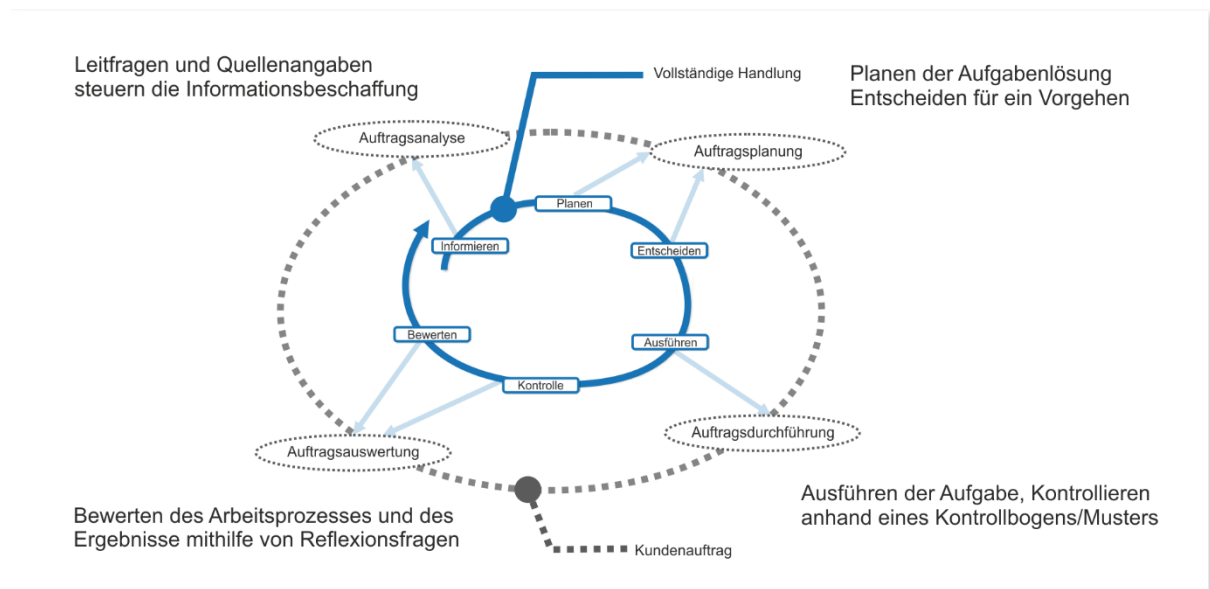 Leitfragen und Quellenangaben
steuern die Informationsbeschaffung
Vollständige Handlung
Planen der Aufgabenlösung
Entscheiden für ein Vorgehen
Auftragsanalyse
Auftragsplanung
Planen
Informieren
Entscheiden
Bewerten
Ausführen
Kontrolle
Auftragsauswertung
Auftragsdurchführung
Bewerten des Arbeitsprozesses und des
Ergebnisse mithilfe von Reflexionsfragen
Ausführen der Aufgabe, Kontrollieren
anhand eines Kontrollbogens/Musters
Kundenauftrag